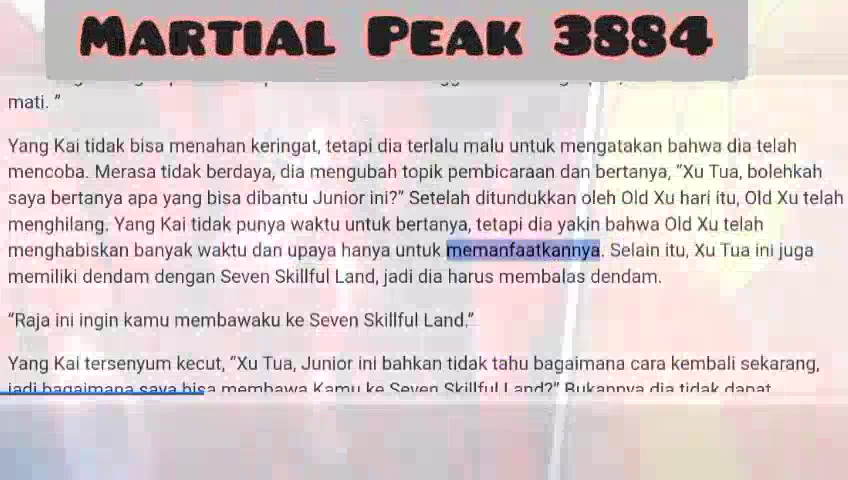 MARTIAL PEAK 3884
mati. ”
Yang Kai tidak bisa menahan keringat, tetapi dia terlalu malu untuk mengatakan bahwa dia telah
mencoba. Merasa tidak berdaya, dia mengubah topik pembicaraan dan bertanya, “Xu Tua, bolehkah
saya bertanya apa yang bisa dibantu Junior ini?” Setelah ditundukkan oleh Old Xu hari itu, Old Xu telah
menghilang. Yang Kai tidak punya waktu untuk bertanya, tetapi dia yakin bahwa Old Xu telah
menghabiskan banyak waktu dan upaya hanya untuk memanfaatkannya. Selain itu, Xu Tua ini juga
memiliki dendam dengan Seven Skillful Land, jadi dia harus membalas dendam.
“Raja ini ingin kamu membawaku ke Seven Skillful Land.”
Yang Kai tersenyum kecut, “Xu Tua, Junior ini bahkan tidak tahu bagaimana cara kembali sekarang,
jadi bagaimana saya bisa membawa Kamu ke Seven Skillful Land?” Bukannya dia tidak dapat